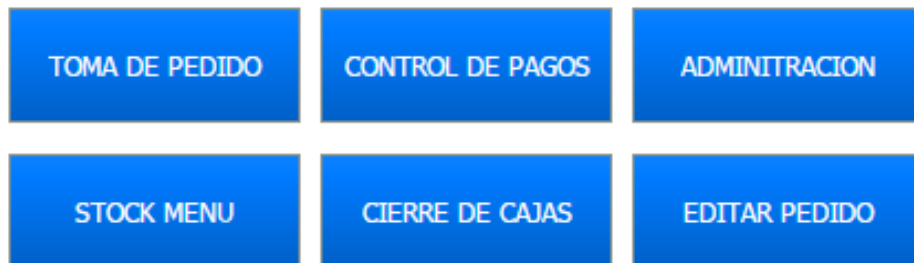 TOMA DE PEDIDO
CONTROL DE PAGOS
ADMINITRACION
STOCK MENU
CIERRE DE CAJAS
EDITAR PEDIDO